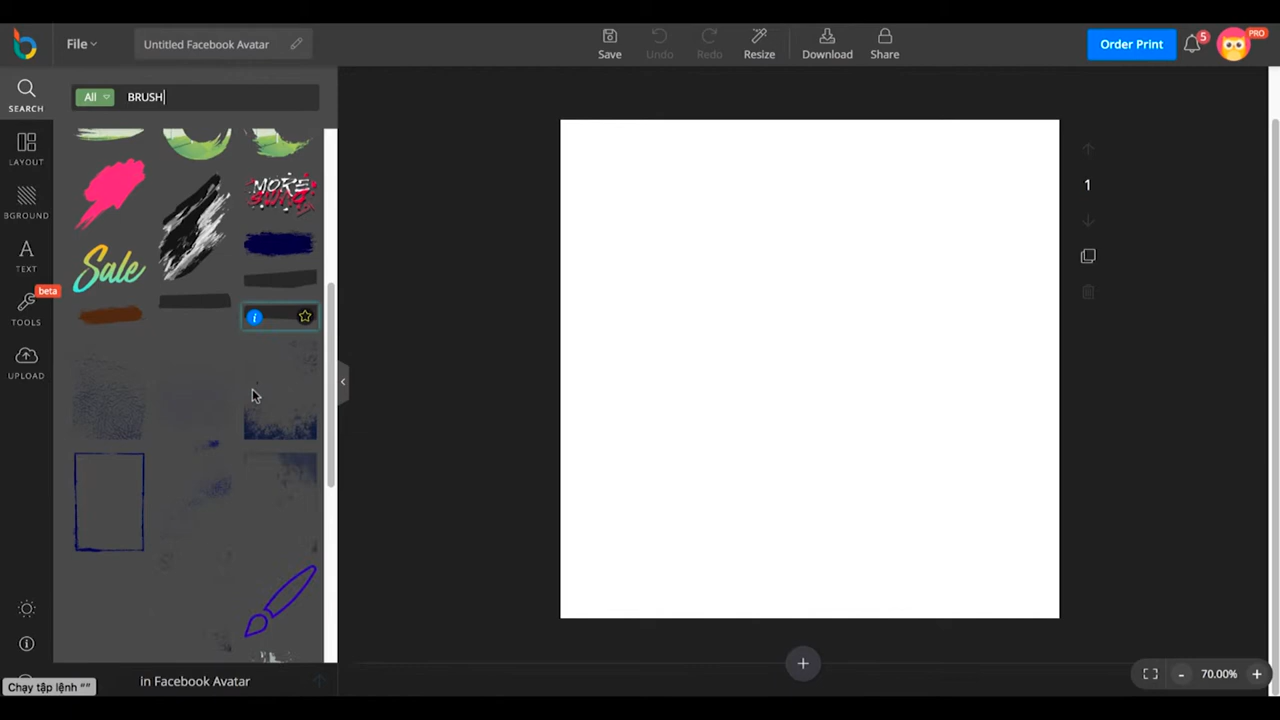 File
Untitled Facebook Avatar
Save
Undo
Redo
Resize
Download
Share
Order Print
5
PRO
SEARCH
All
BRUSH
LAYOUT
BGROUND
TEXT
beta
TOOLS
UPLOAD
MORE
Sale
i
1
Chạy tập lệnh “”
in Facebook Avatar
70.00%